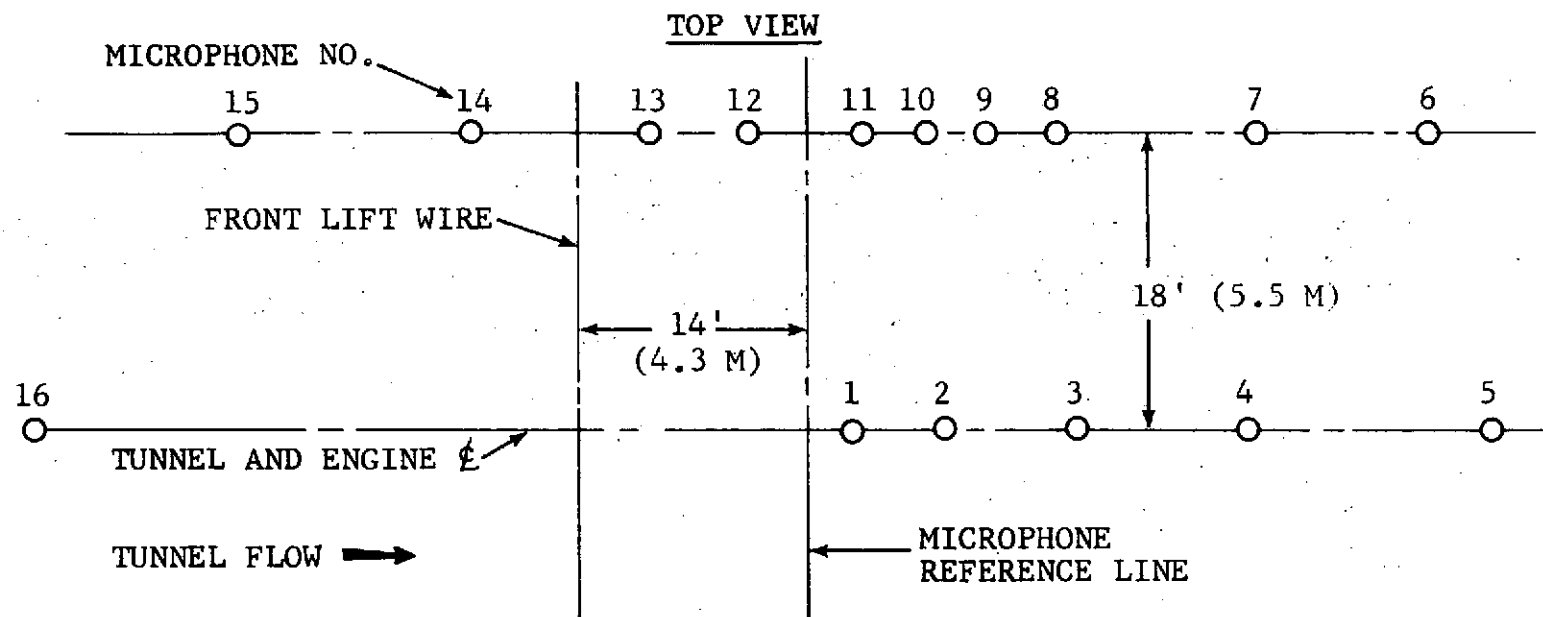 TOP VIEW
MICROPHONE NO.
15 14 13 12 11 10 9 8 7 6
FRONT LIFT WIRE
18' (5.5 M)
14'
(4.3 M)
16 1 2 3 4 5
TUNNEL AND ENGINE ℄
TUNNEL FLOW
MICROPHONE
REFERENCE LINE